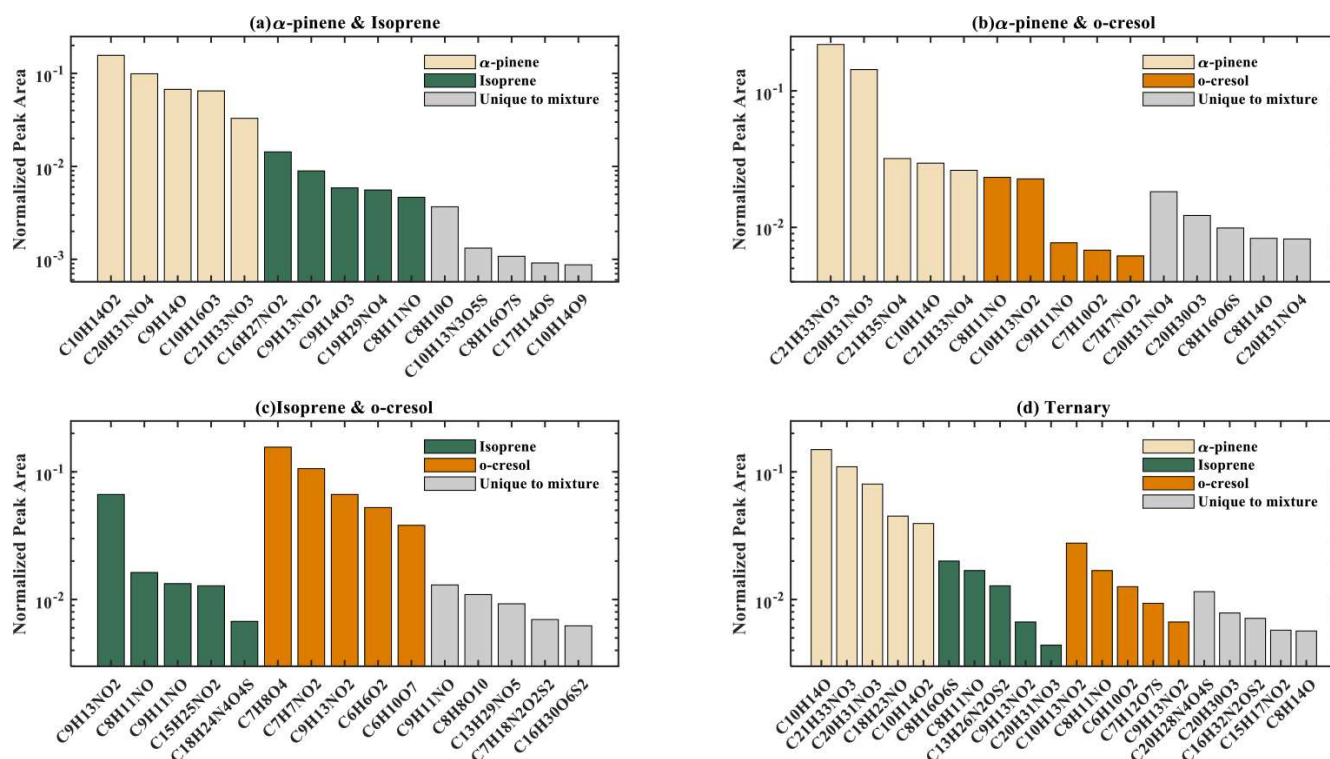 (a)α-pinene & Isoprene
Normalized Peak Area
10-1
10-2
10-3
α-pinene
Isoprene
Unique to mixture
C10H14O2
C20H31NO4
C9H14O
C10H16O3
C21H33NO3
C16H27NO2
C9H13NO2
C9H14O3
C19H29NO4
C8H11NO
C8H10O
C10H13N3O5S
C8H16O7S
C17H14OS
C10H14O9
(b)α-pinene & o-cresol
Normalized Peak Area
10-1
10-2
α-pinene
o-cresol
Unique to mixture
C21H33NO3
C20H31NO3
C21H35NO4
C10H14O
C21H33NO4
C8H11NO
C10H13NO2
C9H11NO
C7H10O2
C7H7NO2
C20H31NO4
C20H30O3
C8H16O6S
C8H14O
C20H31NO4
(c)Isoprene & o-cresol
Normalized Peak Area
10-1
10-2
Isoprene
o-cresol
Unique to mixture
C9H13NO2
C8H11NO
C9H11NO
C15H25NO2
C18H24N4O4S
C7H8O4
C7H7NO2
C9H13NO2
C6H6O2
C6H10O7
C9H11NO
C8H8O10
C13H29NO5
C7H18N2O2S2
C16H30O6S2
(d) Ternary
Normalized Peak Area
10-1
10-2
α-pinene
Isoprene
o-cresol
Unique to mixture
C10H14O
C21H33NO3
C20H31NO3
C18H23NO
C10H14O2
C8H16O6S
C8H11NO
C13H26N2OS2
C9H13NO2
C20H31NO3
C10H13NO2
C8H11NO
C6H10O2
C7H12O7S
C9H13NO2
C20H28N4O4S
C20H30O3
C16H32N2OS2
C15H17NO2
C8H14O